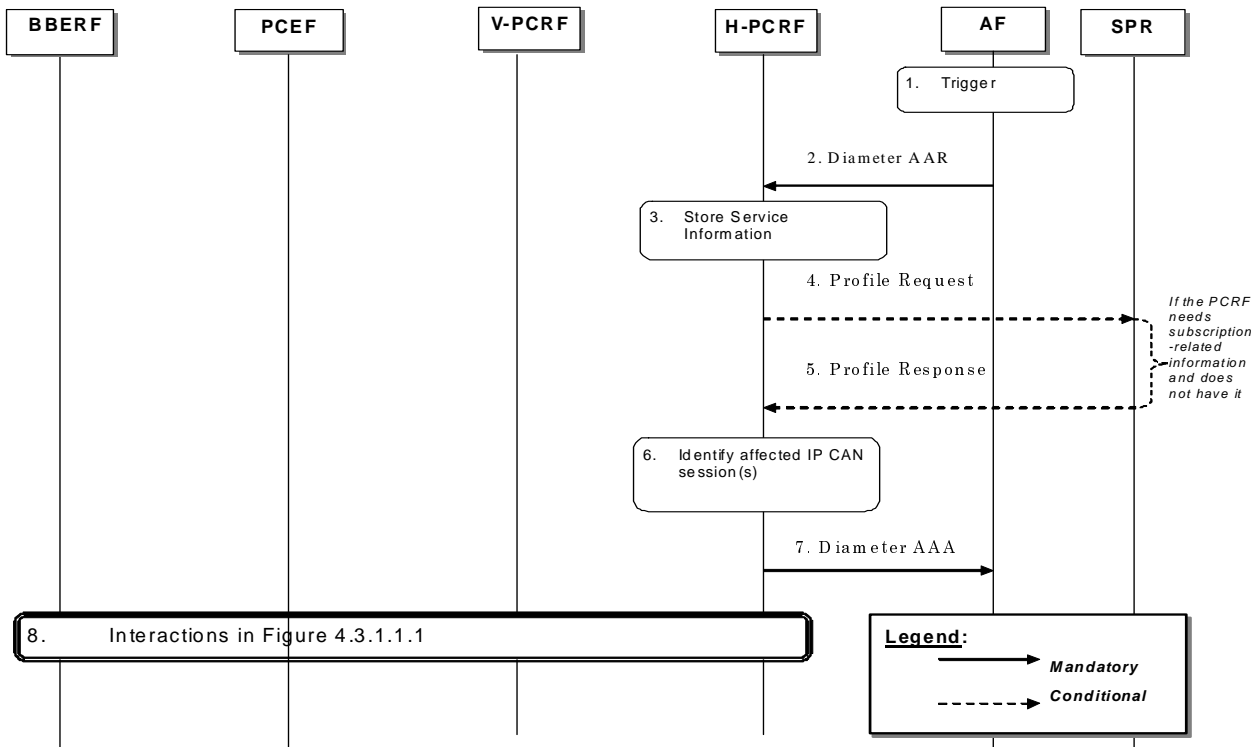 BBERF
PCEF
V-PCRF
H-PCRF
AF
SPR
1. Trigger
2. Diameter AAR
3. Store Service
Information
4. Profile Request
If the PCRF
needs
subscription
-related
information
and does
not have it
5. Profile Response
6. Identify affected IP CAN
session(s)
7. Diameter AAA
8. Interactions in Figure 4.3.1.1.1
Legend:
Mandatory
Conditional